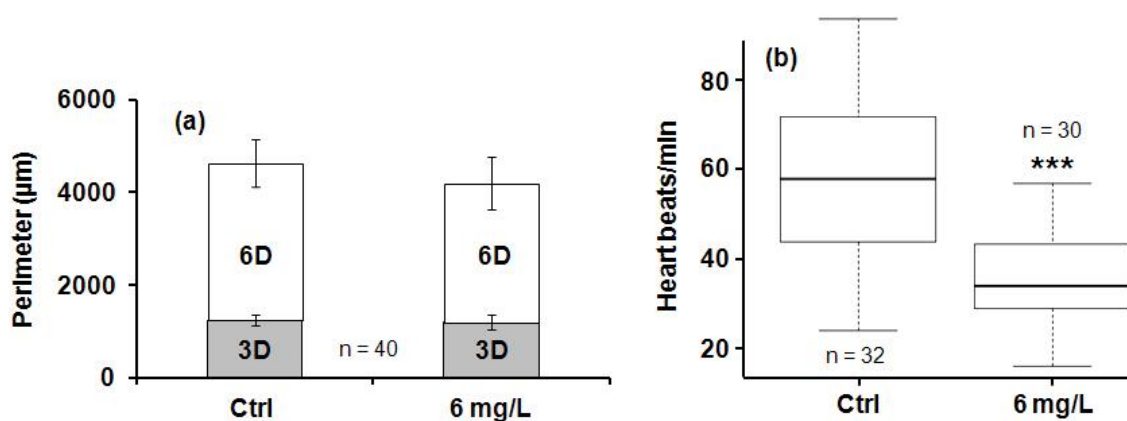 (a)
Perimeter (µm)
6000
4000
2000
0
6D
6D
3D
3D
n = 40
Ctrl
6 mg/L
(b)
Heart beats/min
80
60
40
20
n = 30
***
n = 32
Ctrl
6 mg/L